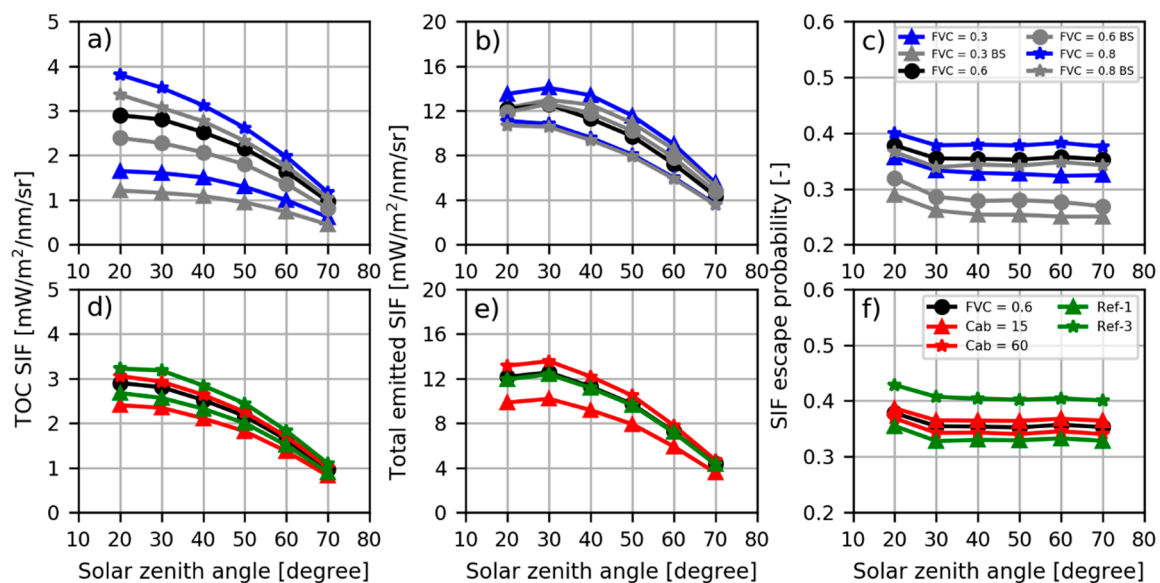 a)
5
4
3
2
1
0
10 20 30 40 50 60 70 80
TOC SIF [mW/m²/nm/sr]
b)
20
16
12
8
4
0
10 20 30 40 50 60 70 80
Total emitted SIF [mW/m²/nm/sr]
c)
FVC = 0.3
FVC = 0.3 BS
FVC = 0.6
FVC = 0.6 BS
FVC = 0.8
FVC = 0.8 BS
0.6
0.5
0.4
0.3
0.2
10 20 30 40 50 60 70 80
SIF escape probability [-]
d)
5
4
3
2
1
0
10 20 30 40 50 60 70 80
Solar zenith angle [degree]
e)
20
16
12
8
4
0
10 20 30 40 50 60 70 80
Solar zenith angle [degree]
f)
FVC = 0.6
Cab = 15
Cab = 60
Ref-1
Ref-3
0.6
0.5
0.4
0.3
0.2
10 20 30 40 50 60 70 80
Solar zenith angle [degree]